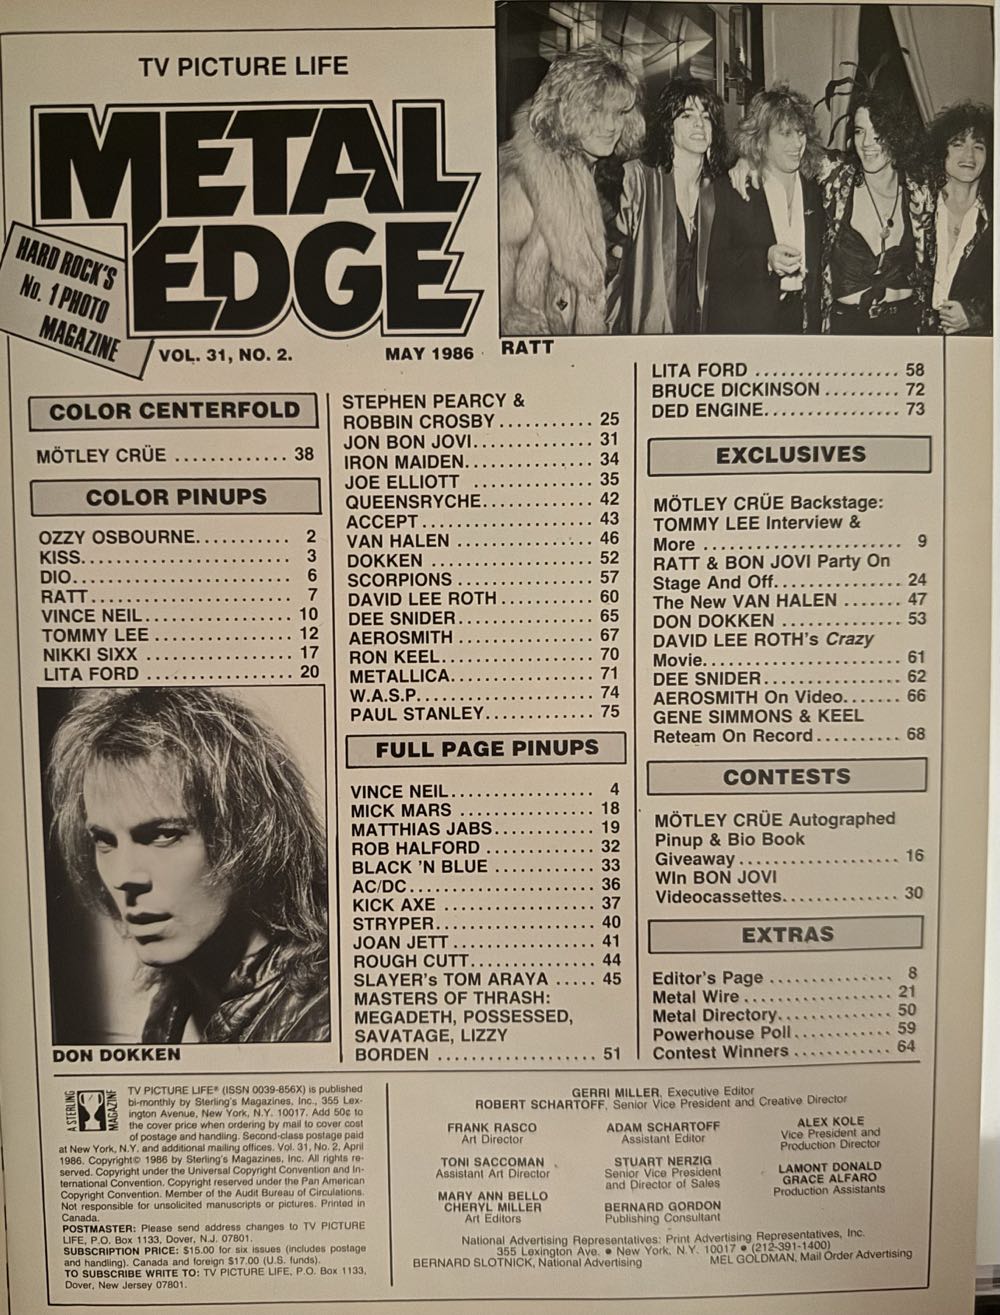 TV PICTURE LIFE
METAL
EDGE
HARD ROCK'S
No. 1 PHOTO
MAGAZINE
VOL. 31, NO. 2.
MAY 1986
RATT
COLOR CENTERFOLD
MÖTLEY CRÜE ............ 38
COLOR PINUPS
OZZY OSBOURNE.......... 2
KISS......................... 3
DIO.......................... 6
RATT........................ 7
VINCE NEIL................ 10
TOMMY LEE ............... 12
NIKKI SIXX ................ 17
LITA FORD ................ 20
DON DOKKEN
STEPHEN PEARCY &
ROBBIN CROSBY........... 25
JON BON JOVI.............. 31
IRON MAIDEN............... 34
JOE ELLIOTT .............. 35
QUEENSRYCHE............. 42
ACCEPT.................... 43
VAN HALEN ................ 46
DOKKEN ................... 52
SCORPIONS ................ 57
DAVID LEE ROTH........... 60
DEE SNIDER................ 65
AEROSMITH ................ 67
RON KEEL.................. 70
METALLICA................. 71
W.A.S.P.................... 74
PAUL STANLEY............. 75
FULL PAGE PINUPS
VINCE NEIL................. 4
MICK MARS ................ 18
MATTHIAS JABS............ 19
ROB HALFORD ............. 32
BLACK 'N BLUE ............ 33
AC/DC...................... 36
KICK AXE .................. 37
STRYPER................... 40
JOAN JETT................. 41
ROUGH CUTT............... 44
SLAYER's TOM ARAYA ..... 45
MASTERS OF THRASH:
MEGADETH, POSSESSED,
SAVATAGE, LIZZY
BORDEN ................... 51
LITA FORD ................. 58
BRUCE DICKINSON ......... 72
DED ENGINE................ 73
EXCLUSIVES
MÖTLEY CRÜE Backstage:
TOMMY LEE Interview &
More ....................... 9
RATT & BON JOVI Party On
Stage And Off............... 24
The New VAN HALEN ....... 47
DON DOKKEN .............. 53
DAVID LEE ROTH's Crazy
Movie....................... 61
DEE SNIDER................ 62
AEROSMITH On Video....... 66
GENE SIMMONS & KEEL
Reteam On Record .......... 68
CONTESTS
MÖTLEY CRÜE Autographed
Pinup & Bio Book
Giveaway ................... 16
WIn BON JOVI
Videocassettes.............. 30
EXTRAS
Editor's Page ............... 8
Metal Wire .................. 21
Metal Directory.............. 50
Powerhouse Poll ............. 59
Contest Winners ............. 64
A STERLING
MAGAZINE
TV PICTURE LIFE® (ISSN 0039-856X) is published
bi-monthly by Sterling's Magazines, Inc., 355 Lex-
ington Avenue, New York, N.Y. 10017. Add 50¢ to
the cover price when ordering by mail to cover cost
of postage and handling. Second-class postage paid
at New York, N.Y. and additional mailing offices. Vol. 31, No. 2, April
1986. Copyright© 1986 by Sterling's Magazines, Inc. All rights re-
served. Copyright under the Universal Copyright Convention and In-
ternational Convention. Copyright reserved under the Pan American
Copyright Convention. Member of the Audit Bureau of Circulations.
Not responsible for unsolicited manuscripts or pictures. Printed in
Canada.
POSTMASTER: Please send address changes to TV PICTURE
LIFE, P.O. Box 1133, Dover, N.J. 07801.
SUBSCRIPTION PRICE: $15.00 for six issues (includes postage
and handling). Canada and foreign $17.00 (U.S. funds).
TO SUBSCRIBE WRITE TO: TV PICTURE LIFE, P.O. Box 1133,
Dover, New Jersey 07801.
GERRI MILLER, Executive Editor
ROBERT SCHARTOFF, Senior Vice President and Creative Director
FRANK RASCO
Art Director
TONI SACCOMAN
Assistant Art Director
MARY ANN BELLO
CHERYL MILLER
Art Editors
ADAM SCHARTOFF
Assistant Editor
STUART NERZIG
Senior Vice President
and Director of Sales
BERNARD GORDON
Publishing Consultant
ALEX KOLE
Vice President and
Production Director
LAMONT DONALD
GRACE ALFARO
Production Assistants
National Advertising Representatives: Print Advertising Representatives, Inc.
355 Lexington Ave. ● New York, N.Y. 10017 ● (212-391-1400)
BERNARD SLOTNICK, National Advertising
MEL GOLDMAN, Mail Order Advertising